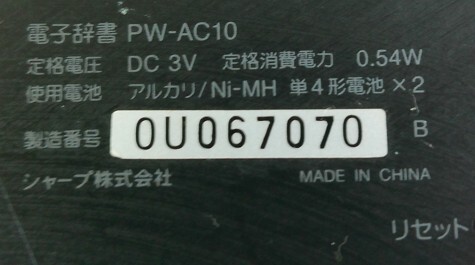 電子辞書 PW-AC10
定格電圧 DC 3V 定格消費電力 0.54W
使用電池 アルカリ/Ni-MH 単4形電池×2
製造番号 0U067070 B
シャープ株式会社 MADE IN CHINA
リセット